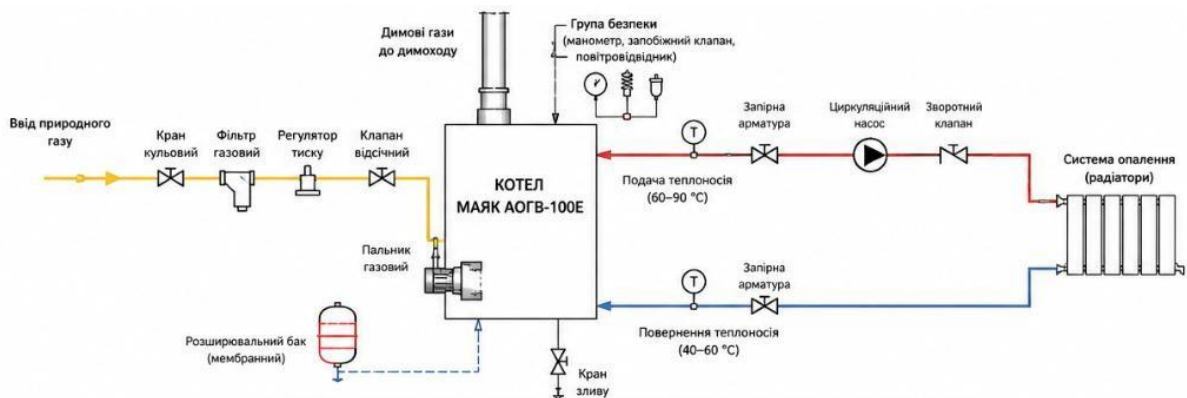 Димові гази
до димоходу
Група безпеки
(манометр, запобіжний клапан,
повітровідвідник)
Ввід природного
газу
Кран
кульовий
Фільтр
газовий
Регулятор
тиску
Клапан
відсічний
КОТЕЛ
МАЯК АОГВ-100Е
Т
Запірна
арматура
Циркуляційний
насос
Зворотний
клапан
Система опалення
(радіатори)
Подача теплоносія
(60–90 °C)
Пальник
газовий
Т
Запірна
арматура
Повернення теплоносія
(40–60 °C)
Розширювальний бак
(мембранний)
Кран
зливу